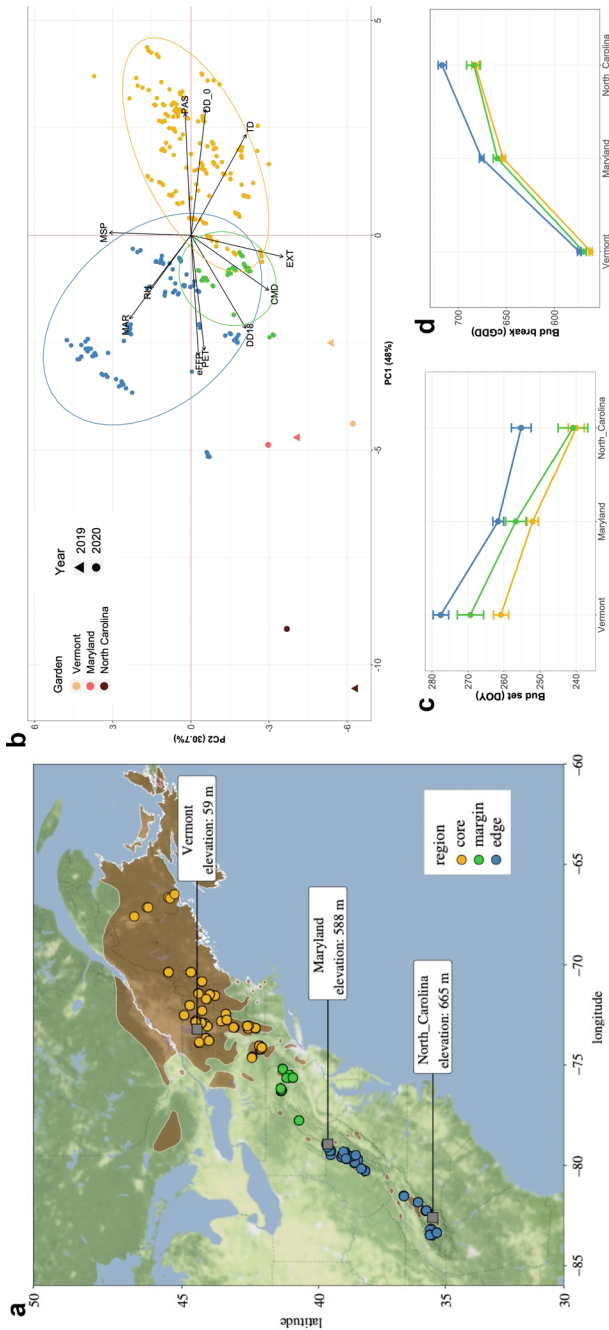 a
50
45
40
35
30
latitude
−85
−80
−75
−70
−65
−60
longitude
Vermont
elevation: 59 m
Maryland
elevation: 588 m
North_Carolina
elevation: 665 m
region
core
margin
edge
b
6
3
0
-3
-6
PC2 (30.7%)
-10
-5
0
5
PC1 (48%)
Garden
Vermont
Maryland
North Carolina
Year
2019
2020
MSP
RH
MAR
eFFP
PET
DD18
CMD
EXT
TD
DD_0
PAS
c
280
270
260
250
240
Bud set (DOY)
Vermont
Maryland
North_Carolina
d
700
650
600
Bud break (cGDD)
Vermont
Maryland
North_Carolina